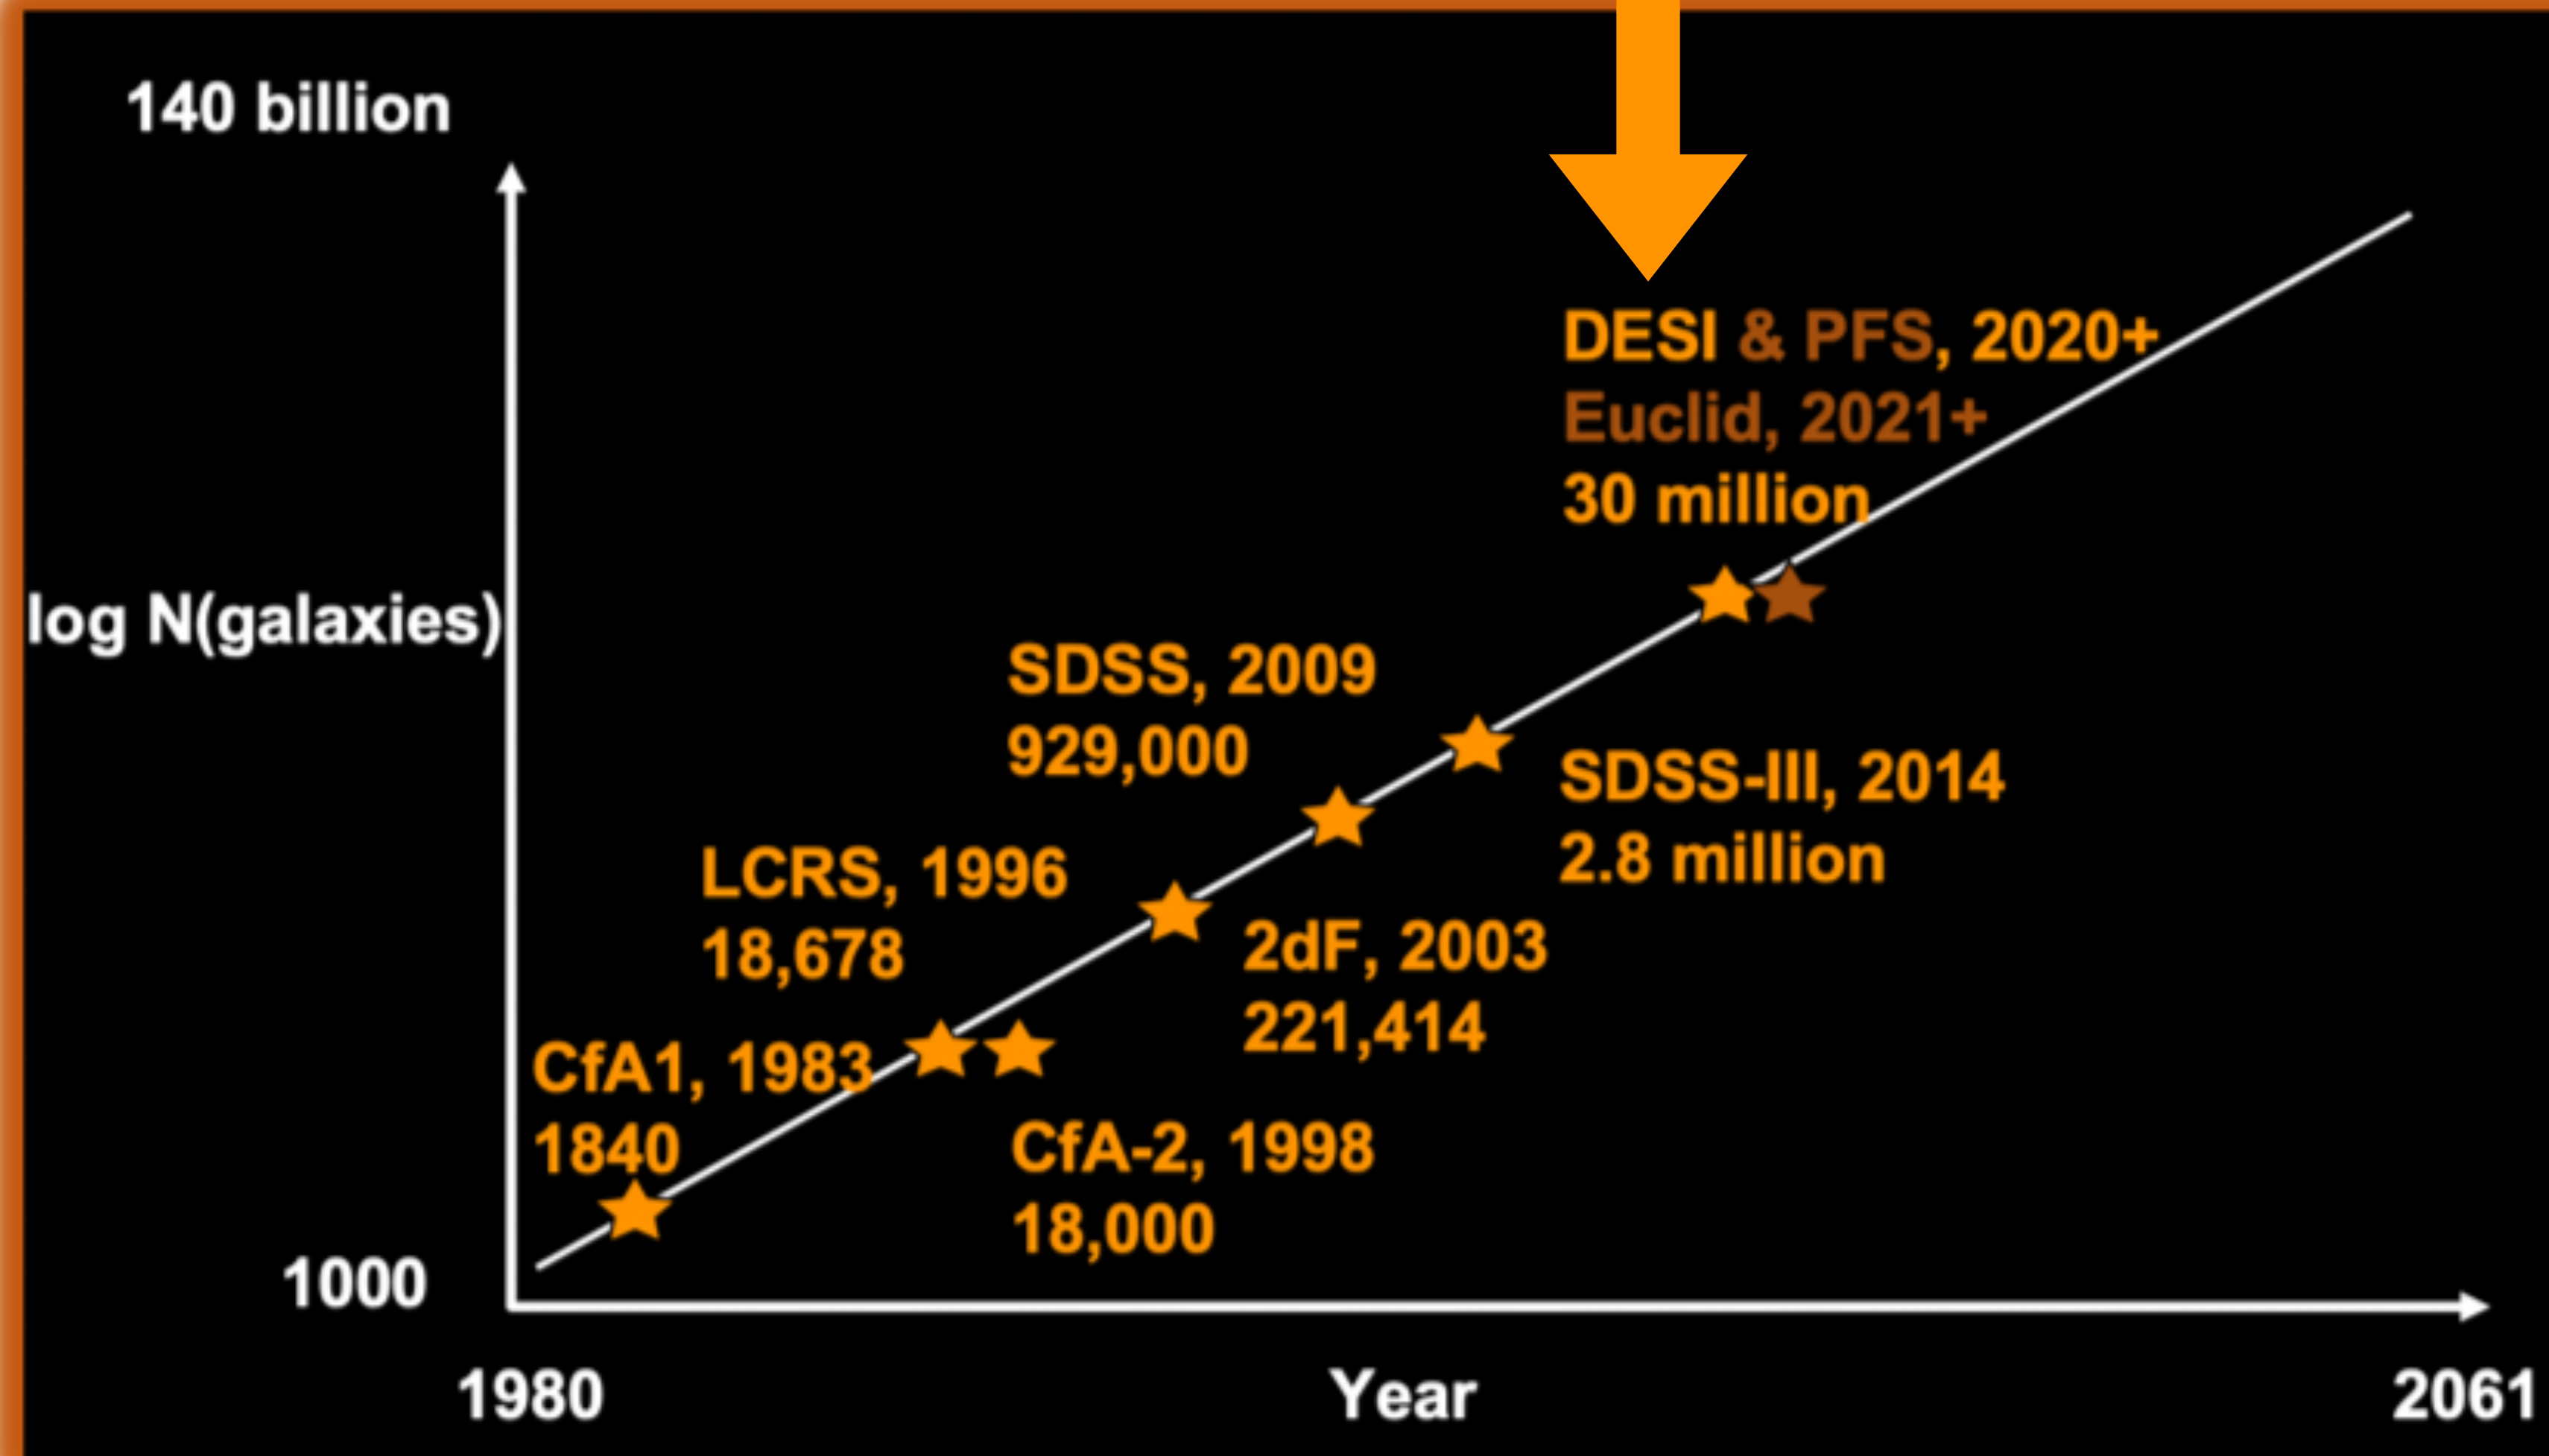 140 billion
DESI & PFS, 2020+
Euclid, 2021+
30 million
log N(galaxies)
SDSS, 2009
929,000
SDSS-III, 2014
2.8 million
LCRS, 1996
18,678
2dF, 2003
221,414
CfA1, 1983
1840
CfA-2, 1998
18,000
1000
1980
Year
2061